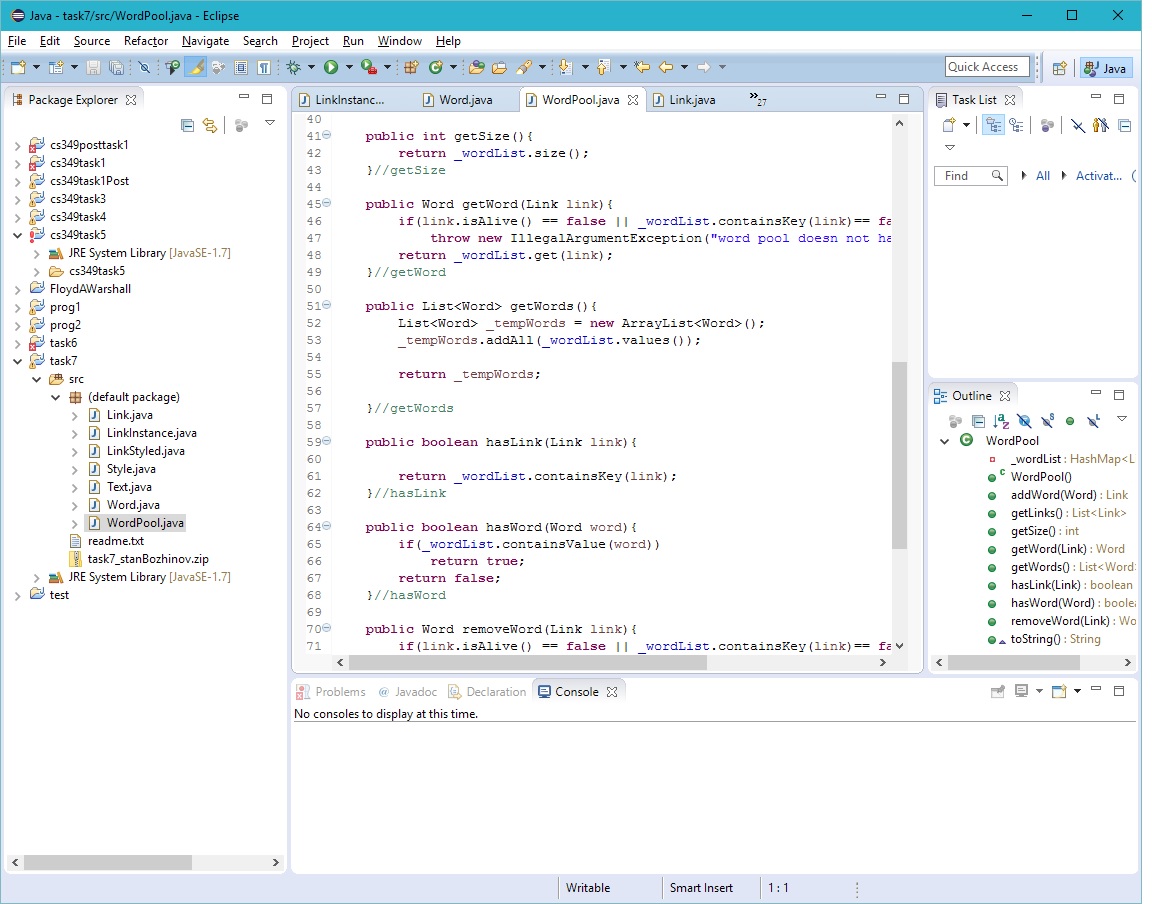 Java - task7/src/WordPool.java - Eclipse
File Edit Source Refactor Navigate Search Project Run Window Help
Quick Access
Java
Package Explorer
cs349posttask1
cs349task1
cs349task1Post
cs349task3
cs349task4
cs349task5
JRE System Library [JavaSE-1.7]
cs349task5
FloydAWarshall
prog1
prog2
task6
task7
src
(default package)
Link.java
LinkInstance.java
LinkStyled.java
Style.java
Text.java
Word.java
WordPool.java
readme.txt
task7_stanBozhinov.zip
JRE System Library [JavaSE-1.7]
test
LinkInstanc... Word.java WordPool.java Link.java »27
40
41 public int getSize(){
42 return _wordList.size();
43 }//getSize
44
45 public Word getWord(Link link){
46 if(link.isAlive() == false || _wordList.containsKey(link)== fa
47 throw new IllegalArgumentException("word pool doesn not ha
48 return _wordList.get(link);
49 }//getWord
50
51 public List<Word> getWords(){
52 List<Word> _tempWords = new ArrayList<Word>();
53 _tempWords.addAll(_wordList.values());
54
55 return _tempWords;
56
57 }//getWords
58
59 public boolean hasLink(Link link){
60
61 return _wordList.containsKey(link);
62 }//hasLink
63
64 public boolean hasWord(Word word){
65 if(_wordList.containsValue(word))
66 return true;
67 return false;
68 }//hasWord
69
70 public Word removeWord(Link link){
71 if(link.isAlive() == false || _wordList.containsKey(link)== fa
Task List
Find All Activat...
Outline
WordPool
_wordList : HashMap<L
WordPool()
addWord(Word) : Link
getLinks() : List<Link>
getSize() : int
getWord(Link) : Word
getWords() : List<Word>
hasLink(Link) : boolean
hasWord(Word) : boolea
removeWord(Link) : Wo
toString() : String
Problems @ Javadoc Declaration Console
No consoles to display at this time.
Writable Smart Insert 1 : 1